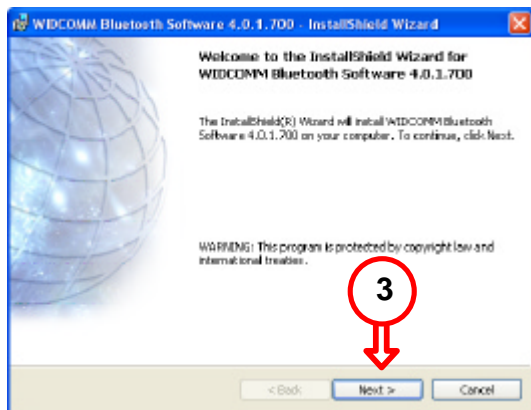 WIDCOMM Bluetooth Software 4.0.1.700 - InstallShield Wizard
Welcome to the InstallShield Wizard for
WIDCOMM Bluetooth Software 4.0.1.700
The InstallShield(R) Wizard will install WIDCOMM Bluetooth
Software 4.0.1.700 on your computer. To continue, click Next.
WARNING: This program is protected by copyright law and
international treaties.
3
< Back Next > Cancel